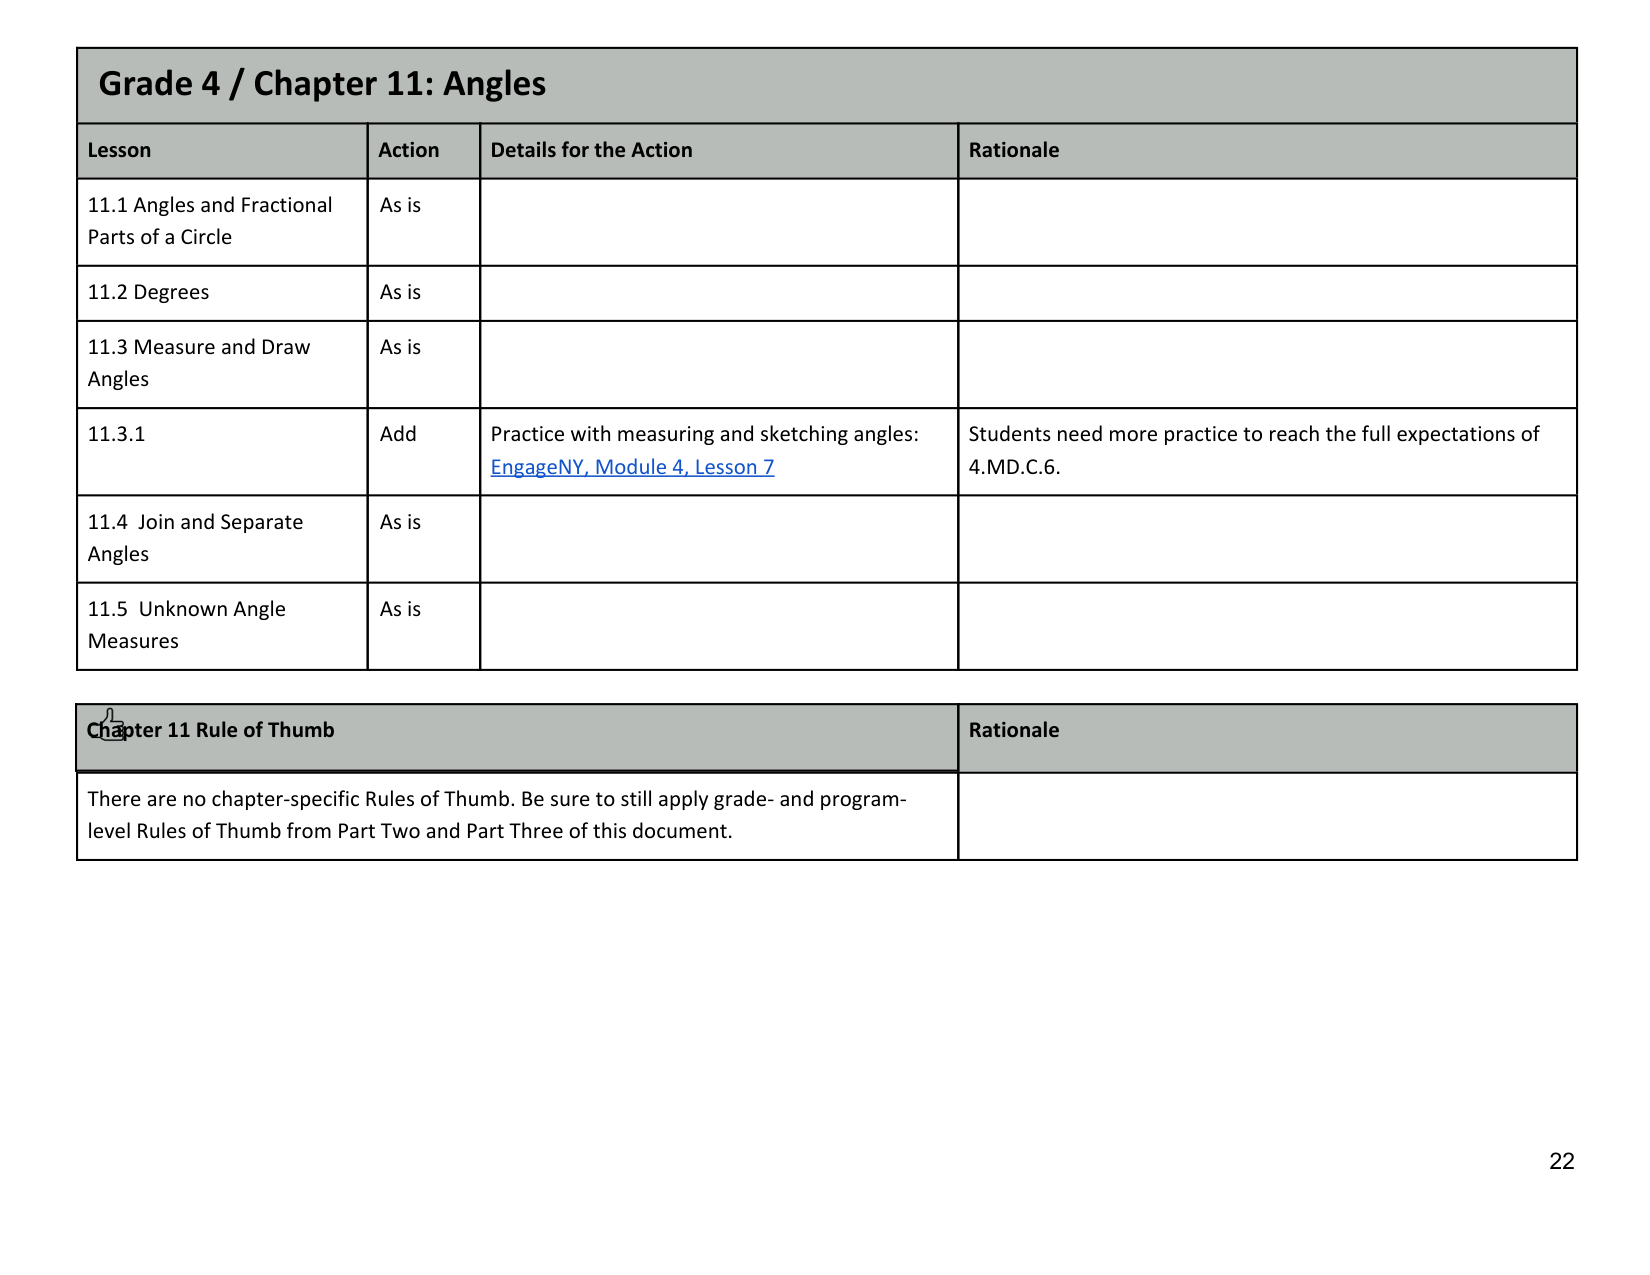 Grade 4 / Chapter 11: Angles
Lesson Action Details for the Action Rationale
11.1 Angles and Fractional As is
Parts of a Circle
11.2 Degrees As is
11.3 Measure and Draw As is
Angles
11.3.1 Add Practice with measuring and sketching angles: Students need more practice to reach the full expectations of
EngageNY, Module 4, Lesson 7 4.MD.C.6.
11.4  Join and Separate As is
Angles
11.5  Unknown Angle As is
Measures
Chapter 11 Rule of Thumb Rationale
There are no chapter-specific Rules of Thumb. Be sure to still apply grade- and program-
level Rules of Thumb from Part Two and Part Three of this document.
22